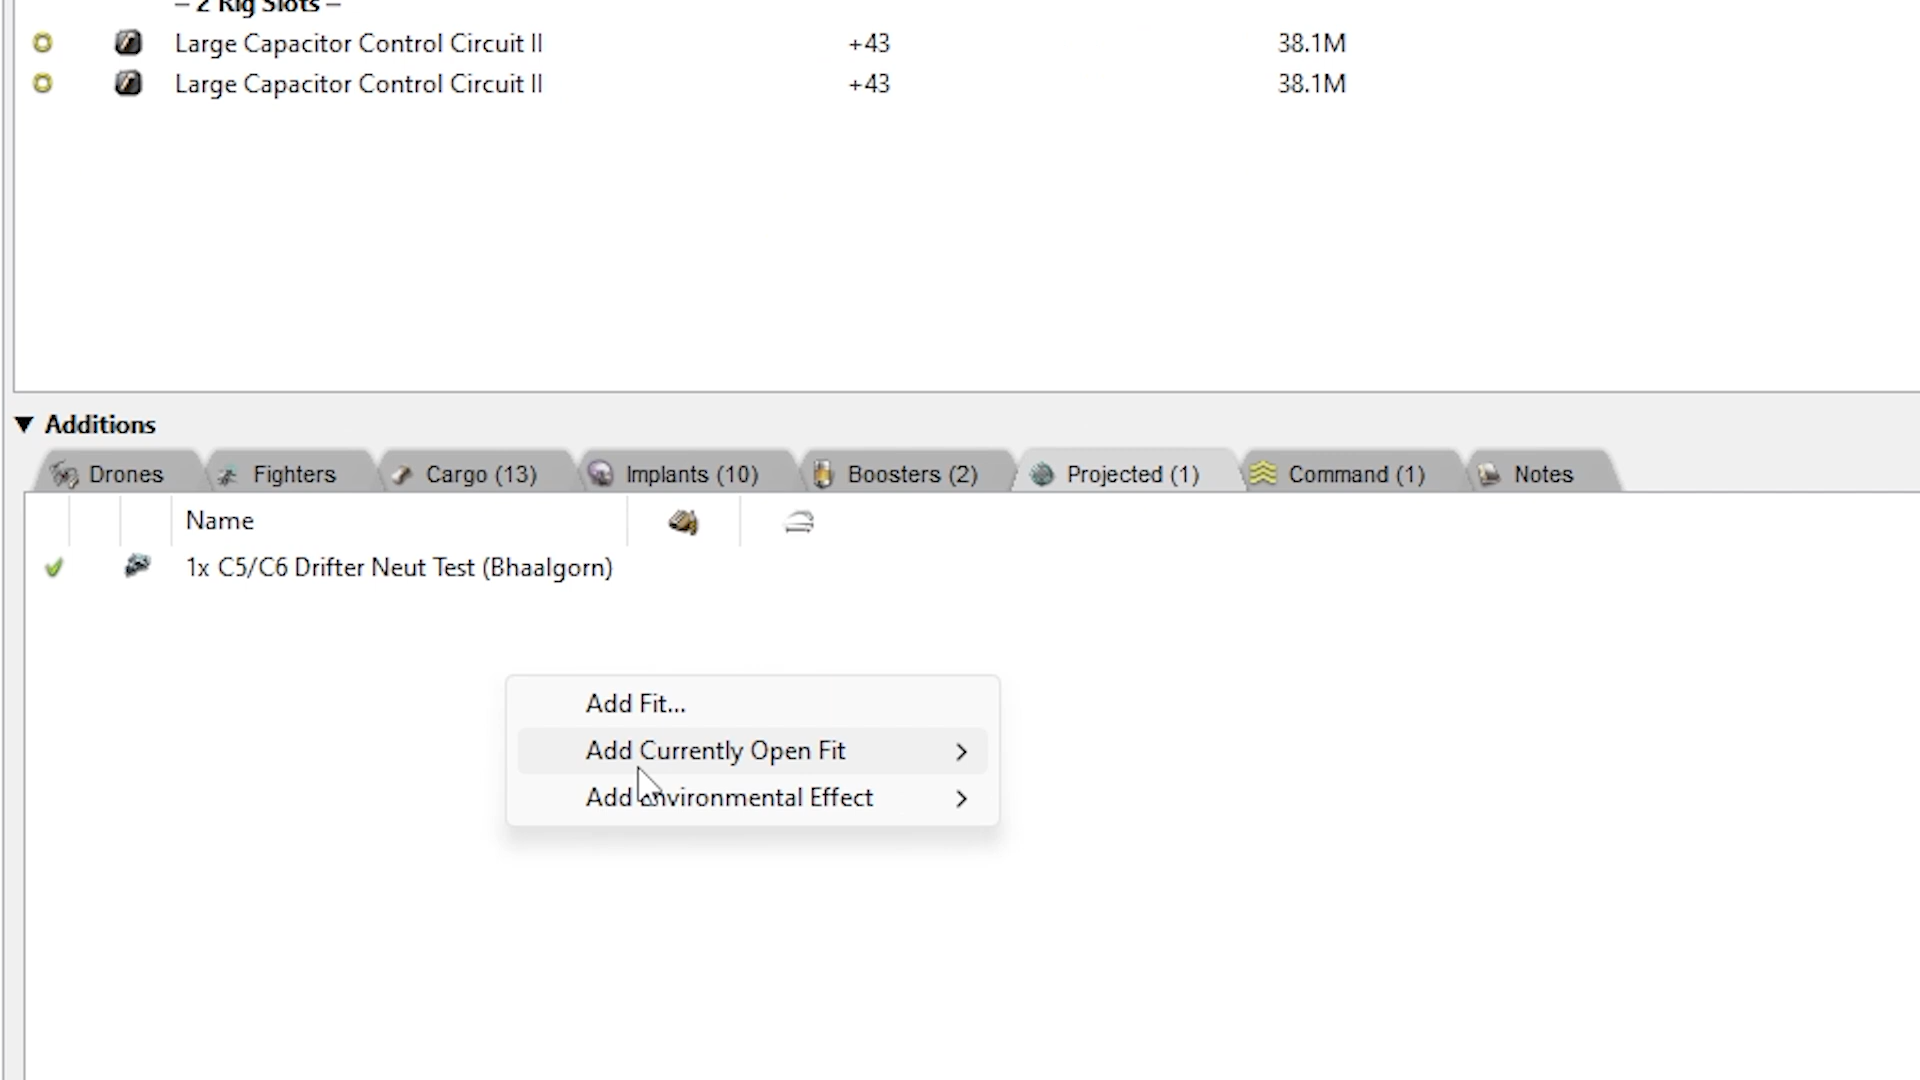 – 2 Rig Slots –
Large Capacitor Control Circuit II +43 38.1M
Large Capacitor Control Circuit II +43 38.1M
Additions
Drones Fighters Cargo (13) Implants (10) Boosters (2) Projected (1) Command (1) Notes
Name
1x C5/C6 Drifter Neut Test (Bhaalgorn)
Add Fit...
Add Currently Open Fit
Add Environmental Effect